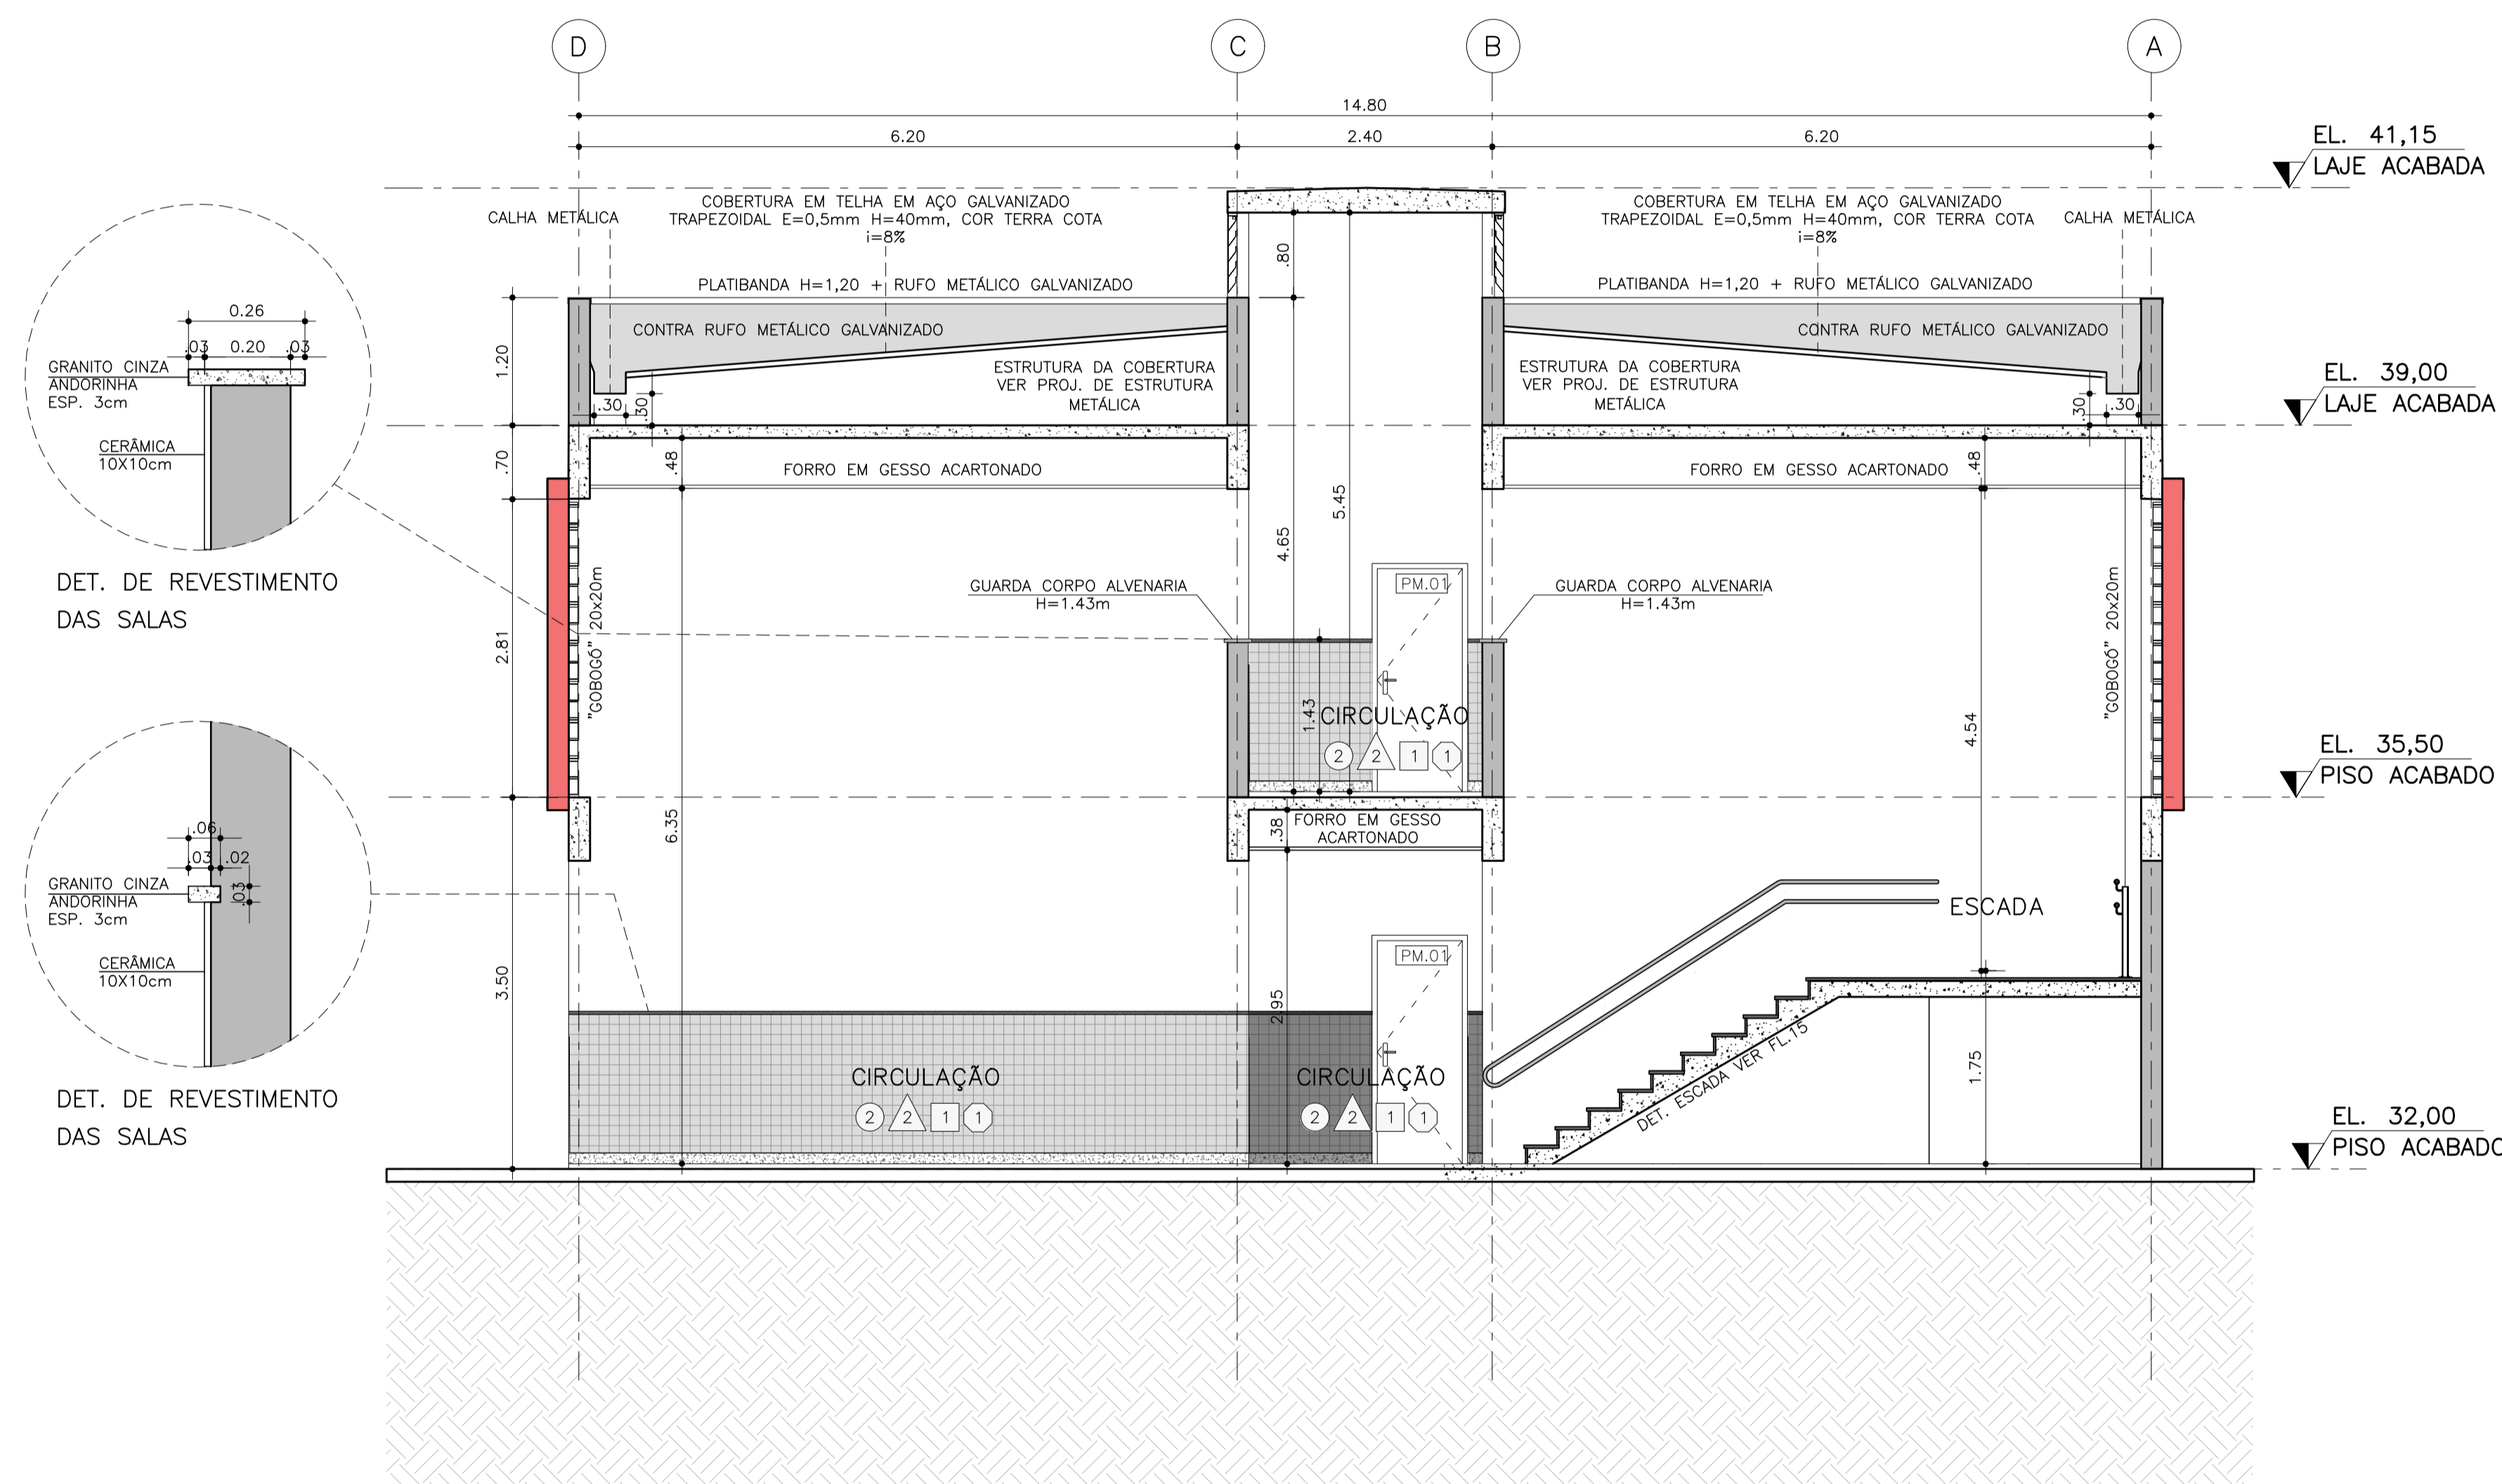 D
C
B
A
14.80
6.20
2.40
6.20
EL. 41,15
LAJE ACABADA
CALHA METÁLICA
COBERTURA EM TELHA EM AÇO GALVANIZADO
TRAPEZOIDAL E=0,5mm H=40mm, COR TERRA COTA
i=8%
COBERTURA EM TELHA EM AÇO GALVANIZADO
TRAPEZOIDAL E=0,5mm H=40mm, COR TERRA COTA
i=8%
CALHA METÁLICA
.80
PLATIBANDA H=1,20 + RUFO METÁLICO GALVANIZADO
PLATIBANDA H=1,20 + RUFO METÁLICO GALVANIZADO
CONTRA RUFO METÁLICO GALVANIZADO
CONTRA RUFO METÁLICO GALVANIZADO
1.20
ESTRUTURA DA COBERTURA
VER PROJ. DE ESTRUTURA
METÁLICA
ESTRUTURA DA COBERTURA
VER PROJ. DE ESTRUTURA
METÁLICA
.30
.30
.30
.30
EL. 39,00
LAJE ACABADA
0.26
.03
0.20
.03
GRANITO CINZA
ANDORINHA
ESP. 3cm
CERÂMICA
10X10cm
DET. DE REVESTIMENTO
DAS SALAS
.70
.48
FORRO EM GESSO ACARTONADO
FORRO EM GESSO ACARTONADO
.48
4.65
5.45
2.81
"GOBOGÓ" 20x20m
GUARDA CORPO ALVENARIA
H=1.43m
PM.01
GUARDA CORPO ALVENARIA
H=1.43m
"GOBOGÓ" 20x20m
1.43
CIRCULAÇÃO
2
2
1
1
4.54
EL. 35,50
PISO ACABADO
6.35
.38
FORRO EM GESSO
ACARTONADO
.06
.03
.02
.03
GRANITO CINZA
ANDORINHA
ESP. 3cm
CERÂMICA
10X10cm
DET. DE REVESTIMENTO
DAS SALAS
3.50
2.95
PM.01
ESCADA
CIRCULAÇÃO
2
2
1
1
CIRCULAÇÃO
2
2
1
1
DET. ESCADA VER FL.15
1.75
EL. 32,00
PISO ACABADO